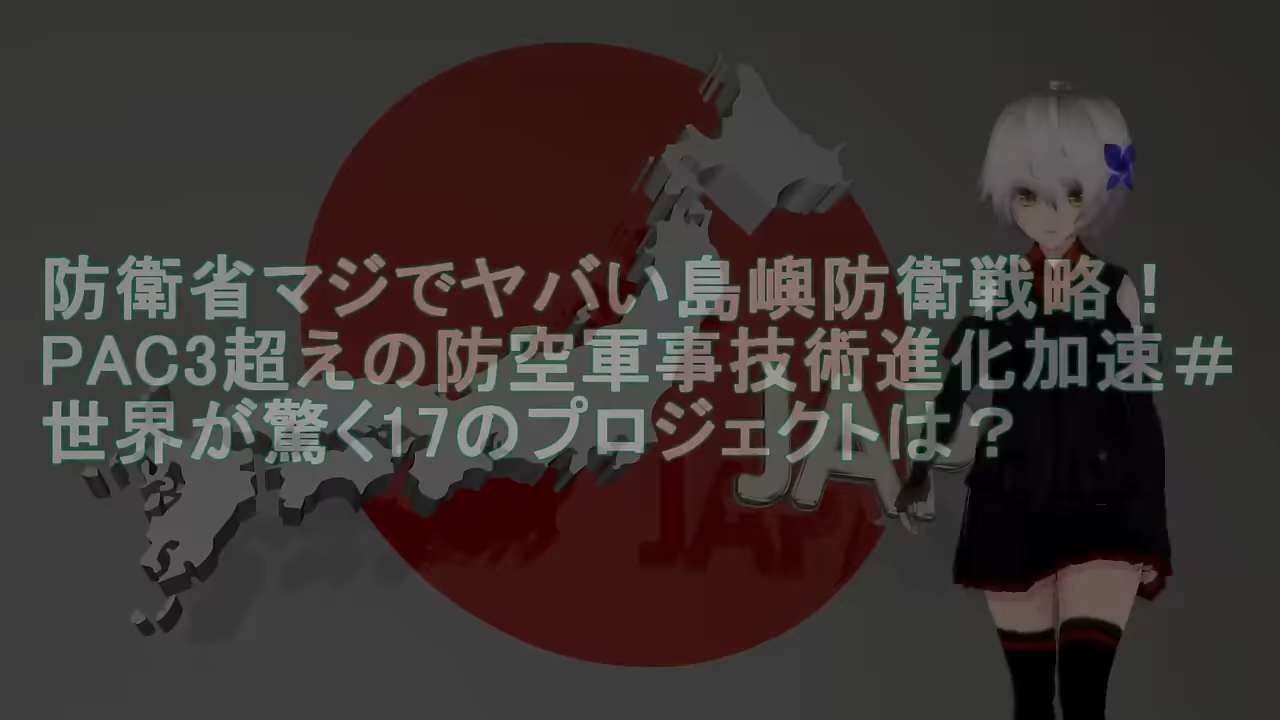 防衛省マジでヤバい島嶼防衛戦略！
PAC3超えの防空軍事技術進化加速＃
世界が驚く17のプロジェクトは？
JAP
JAPA